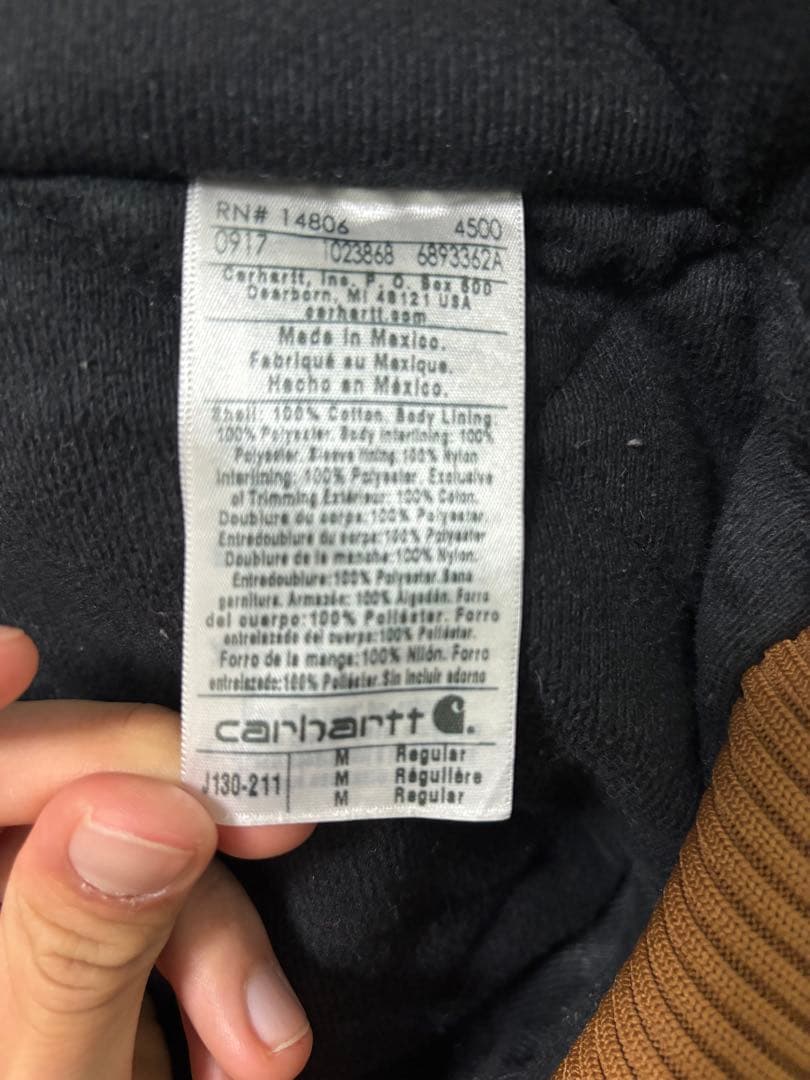 RN# 14806 4500
0917 1023868 6893362A
Carhartt, Inc. P. O. Box 600
Dearborn, MI 48121 USA
carhartt.com
Made in Mexico.
Fabriqué au Mexique.
Hecho en México.
Shell: 100% Cotton. Body Lining
100% Polyester. Body Interlining: 100%
Polyester. Sleeve lining 100% Nylon
Interlining: 100% Polyester. Exclusive
of Trimming Extérieur: 100% Coton.
Doublure du corps:100% Polyester
Entredoublure du corps:100% Polyester
Doublure de la manche:100% Nylon.
Entredoublure:100% Polyester.Sans
garniture. Armazón: 100% Algodón. Forro
del cuerpo:100% Poliéster. Forro
entrelazado del cuerpo:100% Poliéster.
Forro de la manga:100% Nilón. Forro
entrelazado:100% Poliéster Sin incluir adorno
carhartt
J130-211 M Regular
M Régulière
M Regular